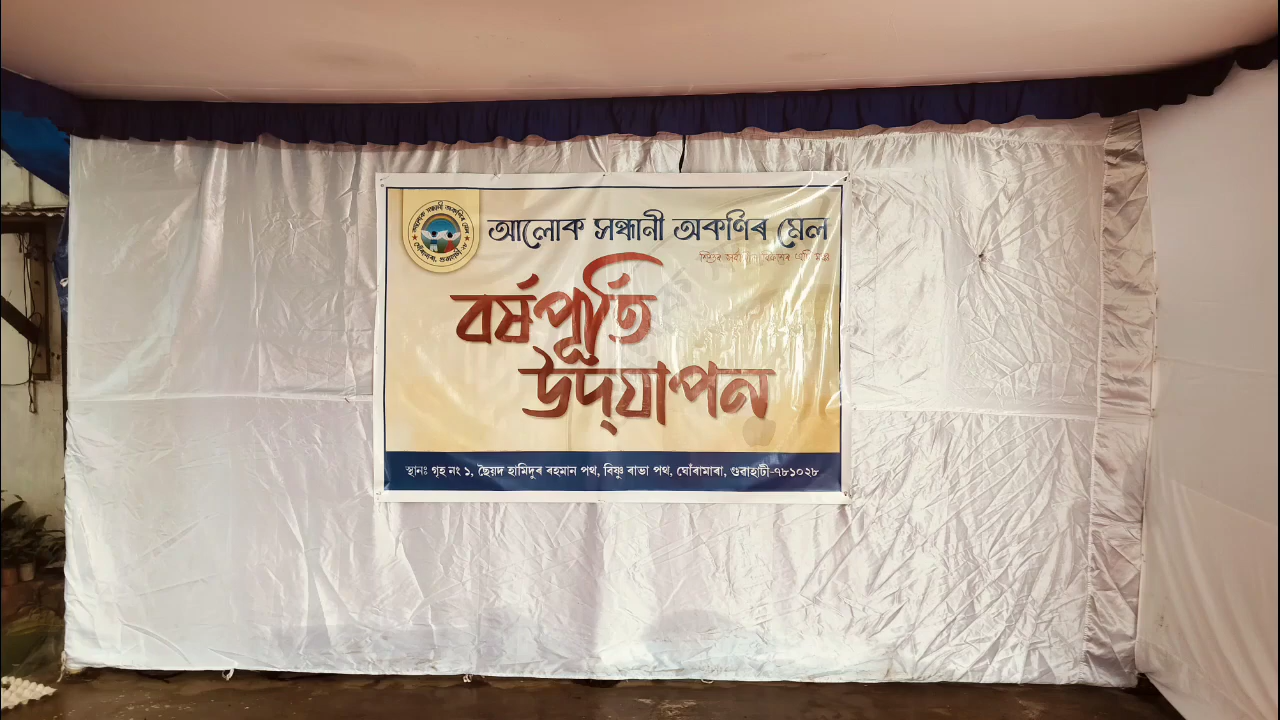 আলোক সন্ধানী অকণিৰ মেল
বৰ্ষপূৰ্তি
উদ্‌যাপন
স্থানঃ গৃহ নং ১, ছৈয়দ হামিদুৰ ৰহমান পথ, বিষ্ণু ৰাভা পথ, ঘোঁৰামাৰা, গুৱাহাটী-৭৮১০২৮